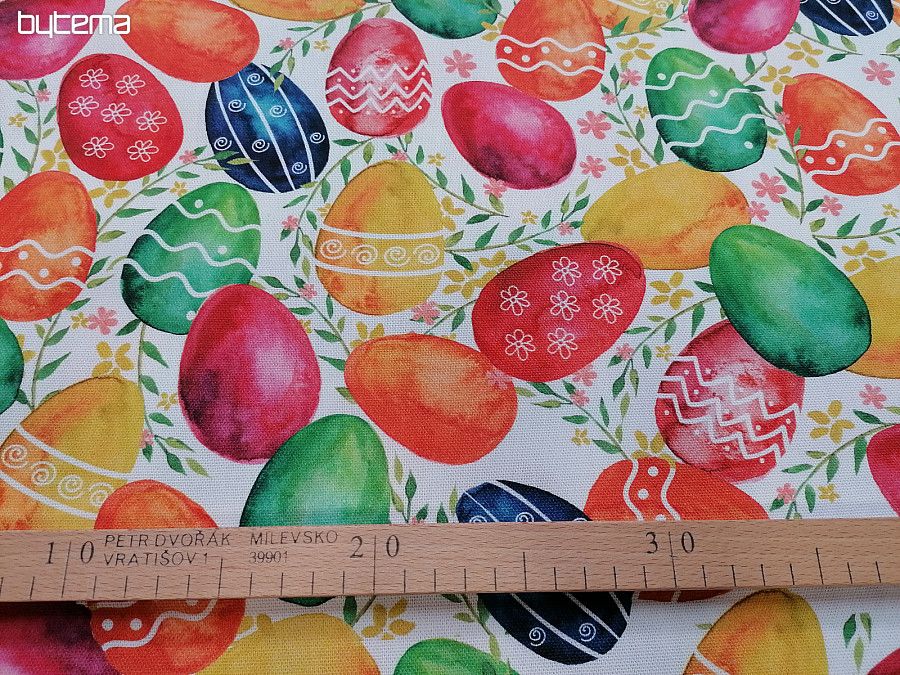 bytema
PETR DVOŘÁK MILEVSKO
VRATIŠOV 1 39901
10 20 30